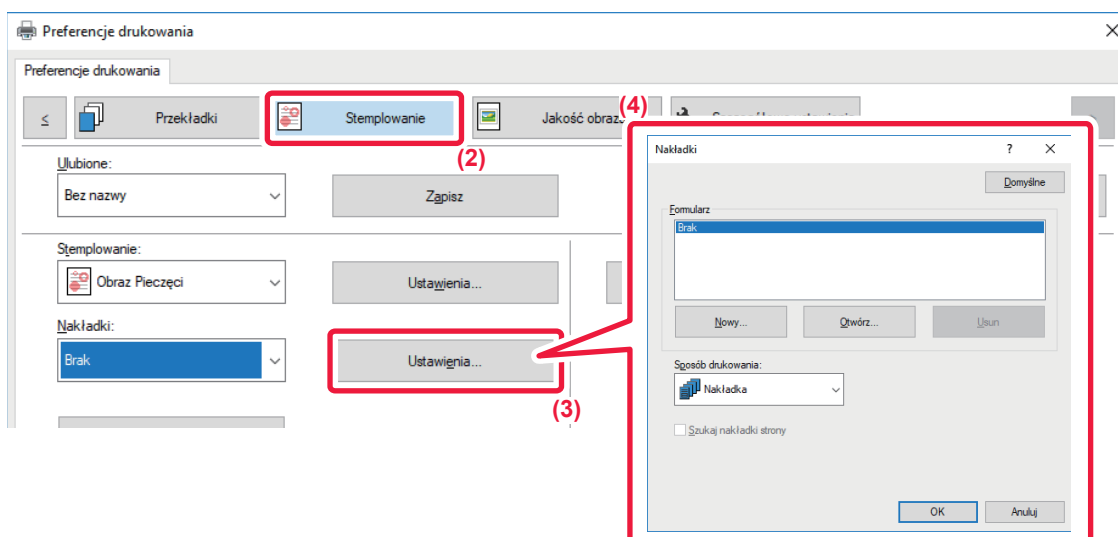 Preferencje drukowania
Preferencje drukowania
≤
Przekładki
Stemplowanie
Jakość obraz
(4)
(2)
Ulubione:
Bez nazwy
Zapisz
Stemplowanie:
Obraz Pieczęci
Ustawienia...
Nakładki:
Brak
Ustawienia...
(3)
Nakładki
?
Domyślne
Formularz
Brak
Nowy...
Otwórz...
Usun
Sposób drukowania:
Nakładka
Szukaj nakładki strony
OK
Anuluj